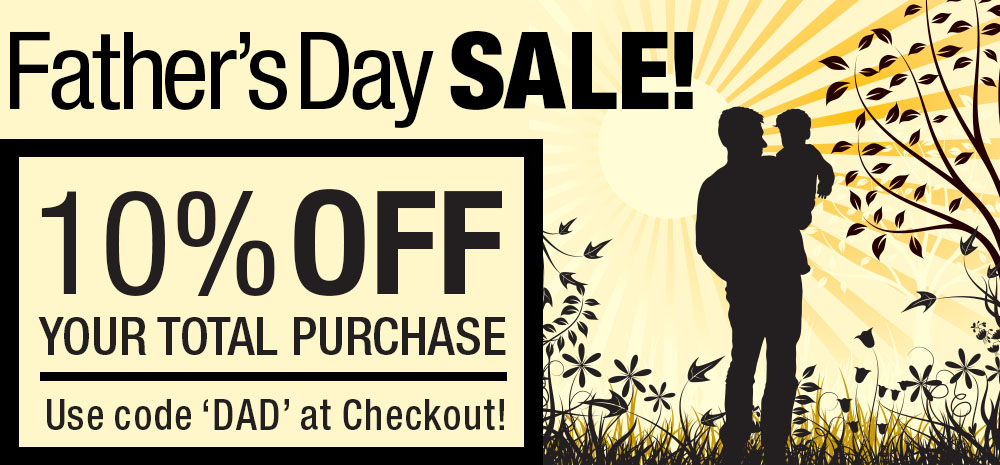 Father’s Day SALE!
10% OFF
YOUR TOTAL PURCHASE
Use code ‘DAD’ at Checkout!